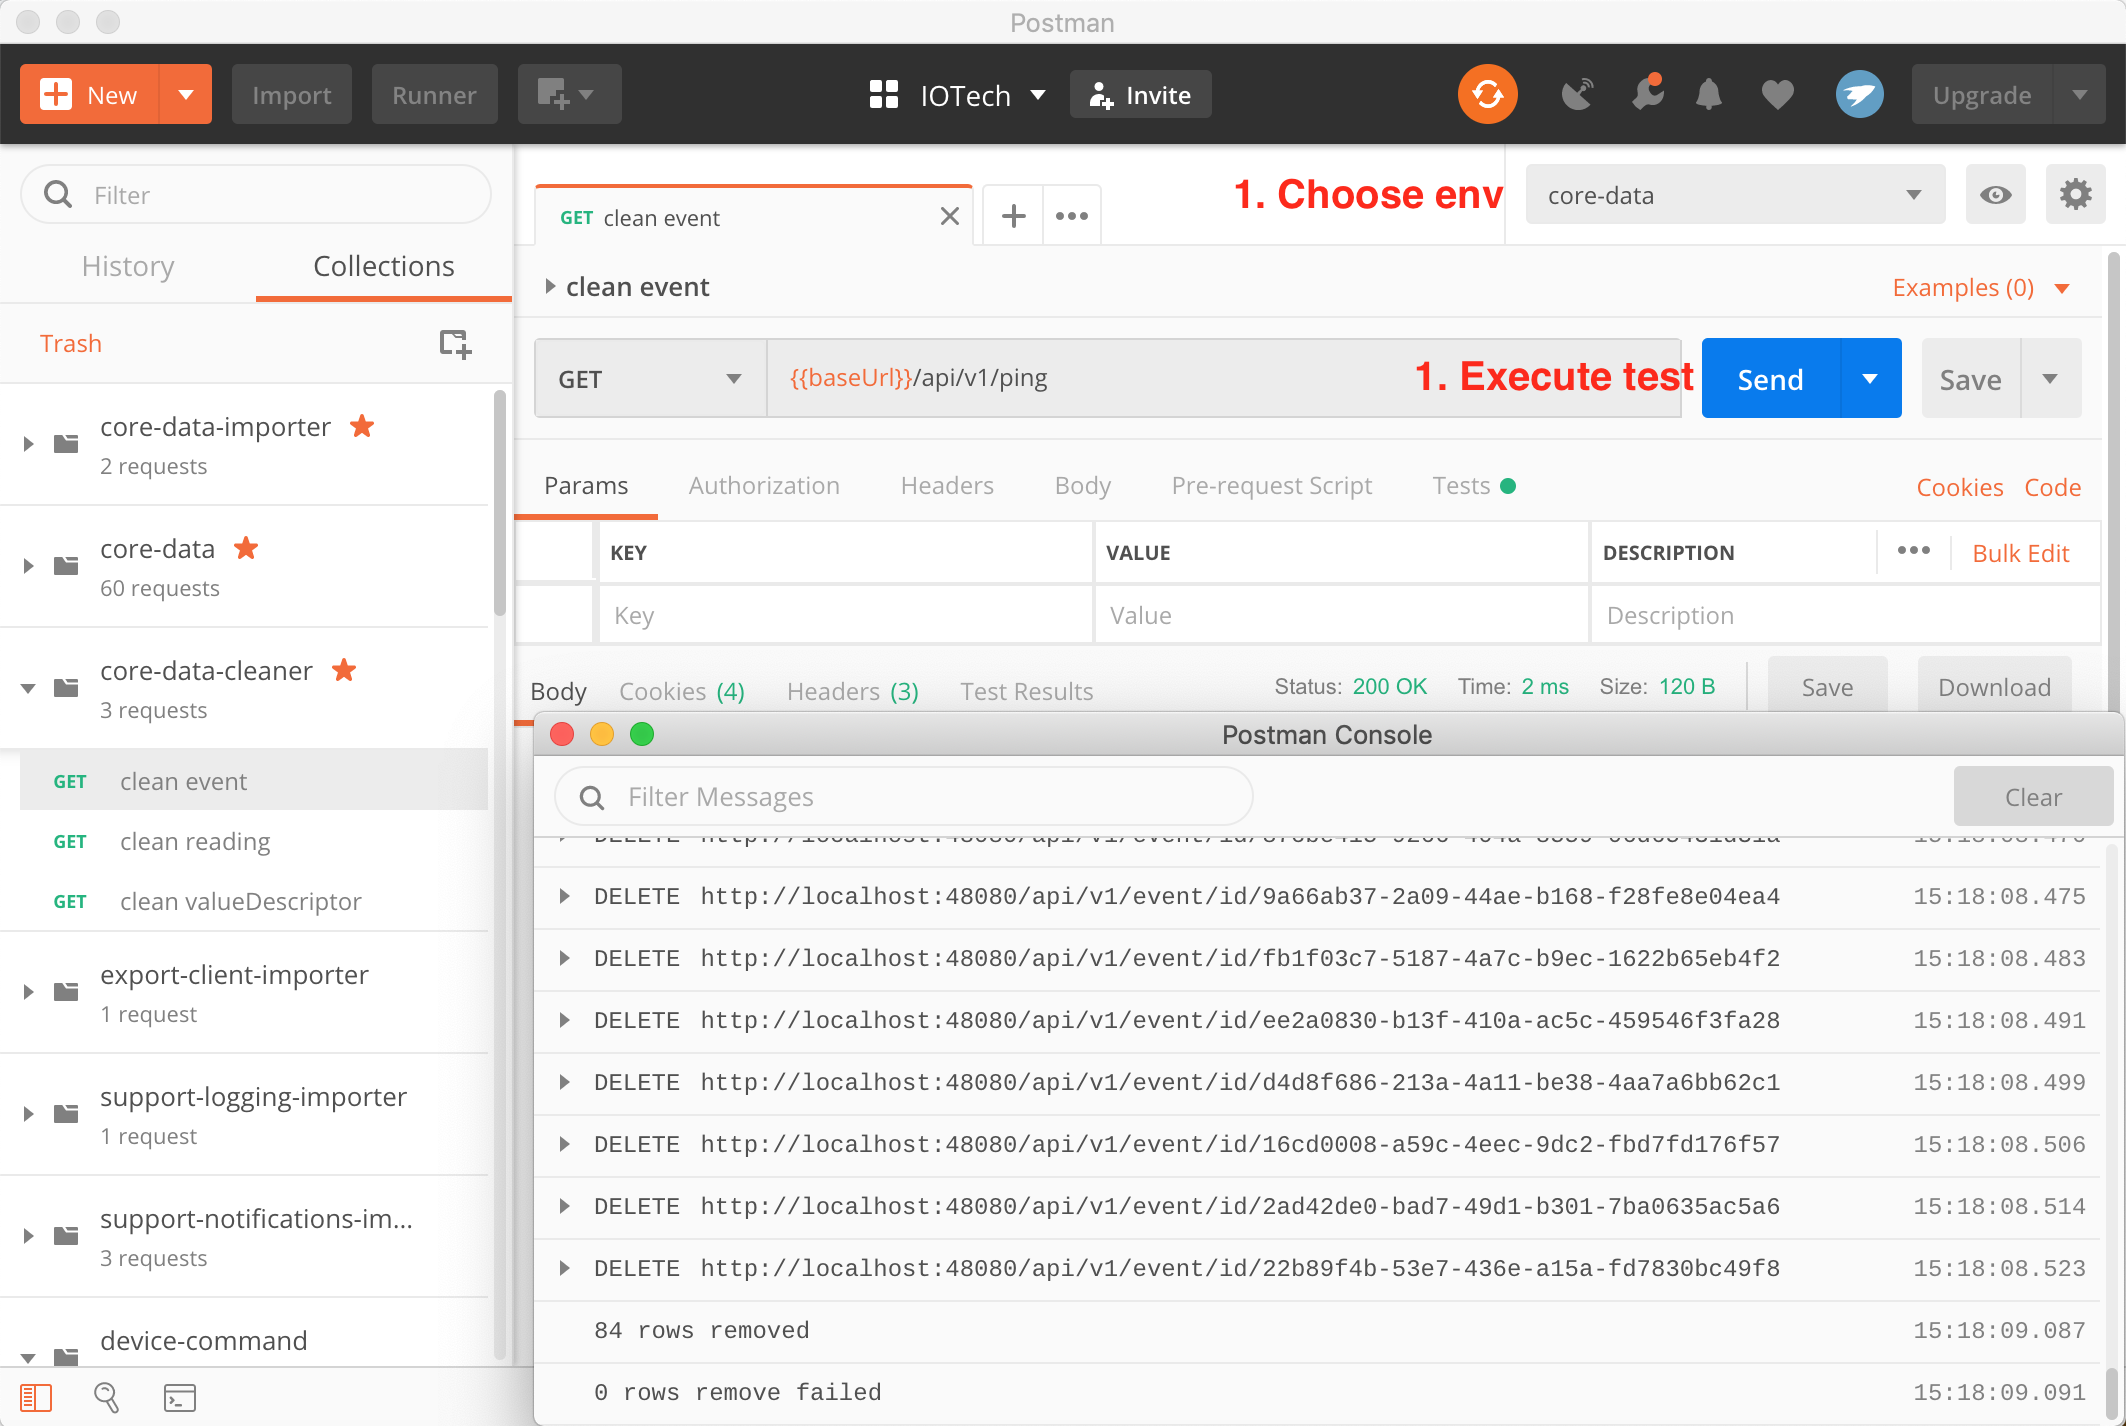 Postman
New
Import
Runner
IOTech
Invite
Upgrade
Filter
History
Collections
Trash
core-data-importer
2 requests
core-data
60 requests
core-data-cleaner
3 requests
GET clean event
GET clean reading
GET clean valueDescriptor
export-client-importer
1 request
support-logging-importer
1 request
support-notifications-im...
3 requests
device-command
GET clean event
1. Choose env
core-data
clean event
Examples (0)
GET
{{baseUrl}}/api/v1/ping
1. Execute test
Send
Save
Params
Authorization
Headers
Body
Pre-request Script
Tests
Cookies
Code
KEY
VALUE
DESCRIPTION
Bulk Edit
Key
Value
Description
Body
Cookies (4)
Headers (3)
Test Results
Status: 200 OK
Time: 2 ms
Size: 120 B
Save
Download
Postman Console
Filter Messages
Clear
DELETE http://localhost:48080/api/v1/event/id/9a66ab37-2a09-44ae-b168-f28fe8e04ea4 15:18:08.475
DELETE http://localhost:48080/api/v1/event/id/fb1f03c7-5187-4a7c-b9ec-1622b65eb4f2 15:18:08.483
DELETE http://localhost:48080/api/v1/event/id/ee2a0830-b13f-410a-ac5c-459546f3fa28 15:18:08.491
DELETE http://localhost:48080/api/v1/event/id/d4d8f686-213a-4a11-be38-4aa7a6bb62c1 15:18:08.499
DELETE http://localhost:48080/api/v1/event/id/16cd0008-a59c-4eec-9dc2-fbd7fd176f57 15:18:08.506
DELETE http://localhost:48080/api/v1/event/id/2ad42de0-bad7-49d1-b301-7ba0635ac5a6 15:18:08.514
DELETE http://localhost:48080/api/v1/event/id/22b89f4b-53e7-436e-a15a-fd7830bc49f8 15:18:08.523
84 rows removed 15:18:09.087
0 rows remove failed 15:18:09.091